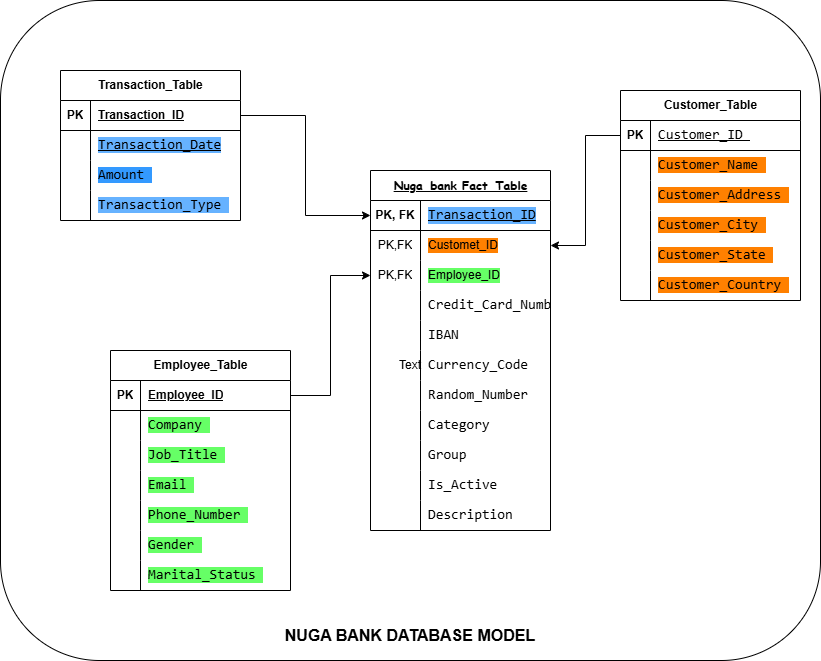 Transaction_Table
PK Transaction_ID
Transaction_Date
Amount
Transaction_Type
Customer_Table
PK Customer_ID
Customer_Name
Customer_Address
Customer_City
Customer_State
Customer_Country
Nuga_bank_Fact_Table
PK, FK Transaction_ID
PK,FK Customet_ID
PK,FK Employee_ID
Credit_Card_Numb
IBAN
Text Currency_Code
Random_Number
Category
Group
Is_Active
Description
Employee_Table
PK Employee_ID
Company
Job_Title
Email
Phone_Number
Gender
Marital_Status
NUGA BANK DATABASE MODEL